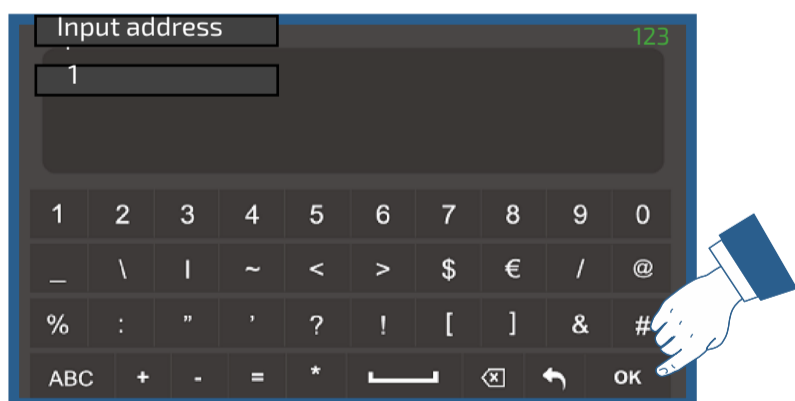 Input address
123
1
1 2 3 4 5 6 7 8 9 0
_ \ | ~ < > $ € / @
% : " ' ? ! [ ] & #
ABC + - = * OK